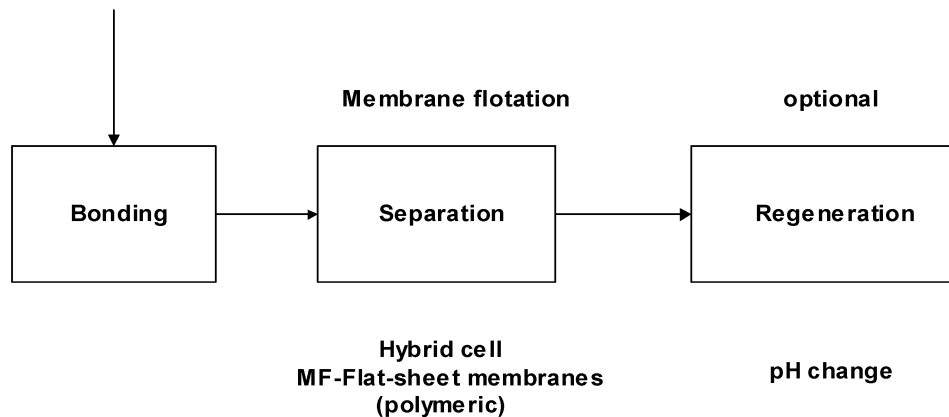 Membrane flotation
optional
Bonding
Separation
Regeneration
Hybrid cell
MF-Flat-sheet membranes
(polymeric)
pH change